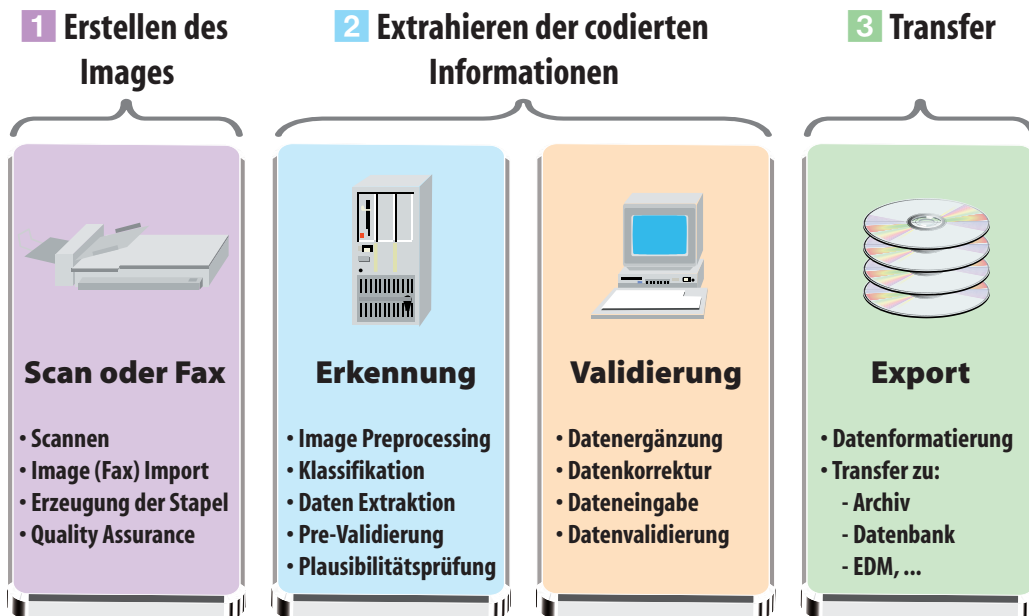 1 Erstellen des
Images
2 Extrahieren der codierten
Informationen
3 Transfer
Scan oder Fax
• Scannen
• Image (Fax) Import
• Erzeugung der Stapel
• Quality Assurance
Erkennung
• Image Preprocessing
• Klassifikation
• Daten Extraktion
• Pre-Validierung
• Plausibilitätsprüfung
Validierung
• Datenergänzung
• Datenkorrektur
• Dateneingabe
• Datenvalidierung
Export
• Datenformatierung
• Transfer zu:
- Archiv
- Datenbank
- EDM, ...